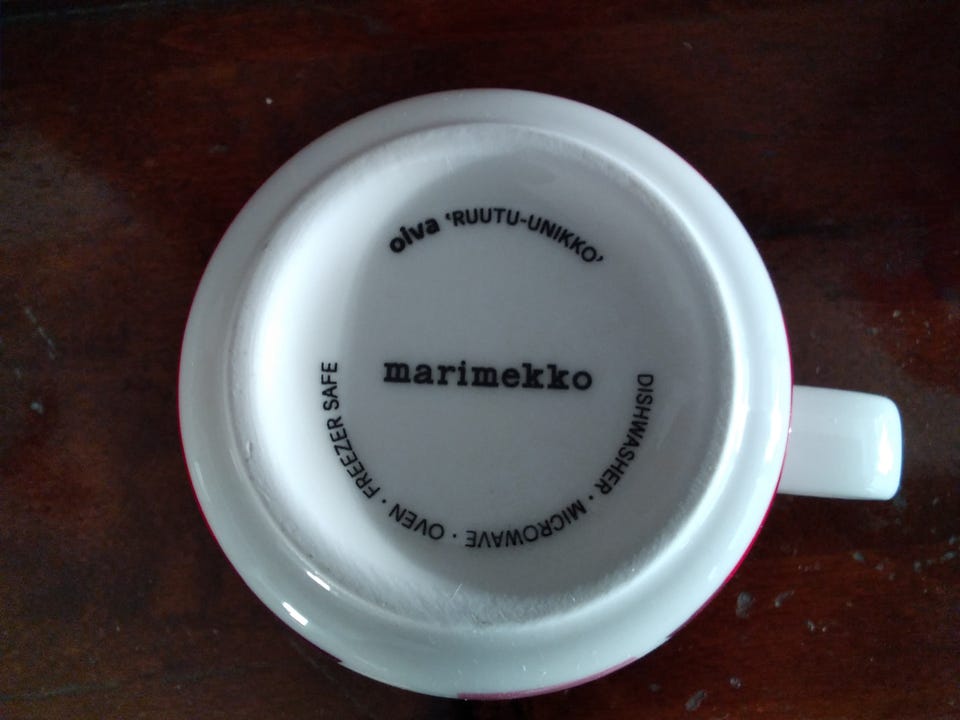 oiva ‘RUUTU-UNIKKO’
marimekko
DISHWASHER · MICROWAVE · OVEN · FREEZER SAFE